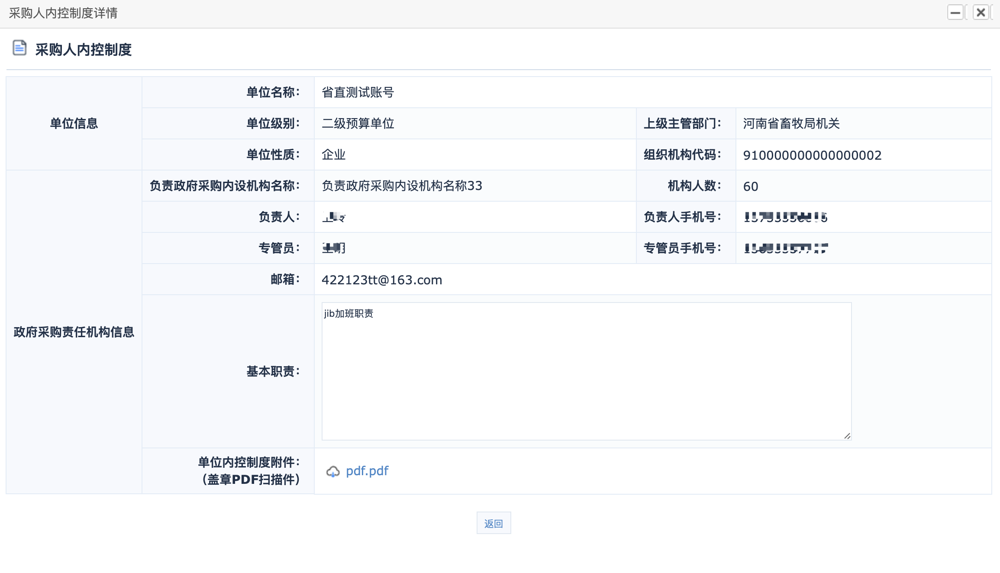 采购人内控制度详情
采购人内控制度
单位信息
单位名称： 省直测试账号
单位级别： 二级预算单位 上级主管部门： 河南省畜牧局机关
单位性质： 企业 组织机构代码： 910000000000000002
政府采购责任机构信息
负责政府采购内设机构名称： 负责政府采购内设机构名称33 机构人数： 60
负责人： 负责人手机号：
专管员： 专管员手机号：
邮箱： 422123tt@163.com
基本职责： jib加班职责
单位内控制度附件：
（盖章PDF扫描件）
pdf.pdf
返回